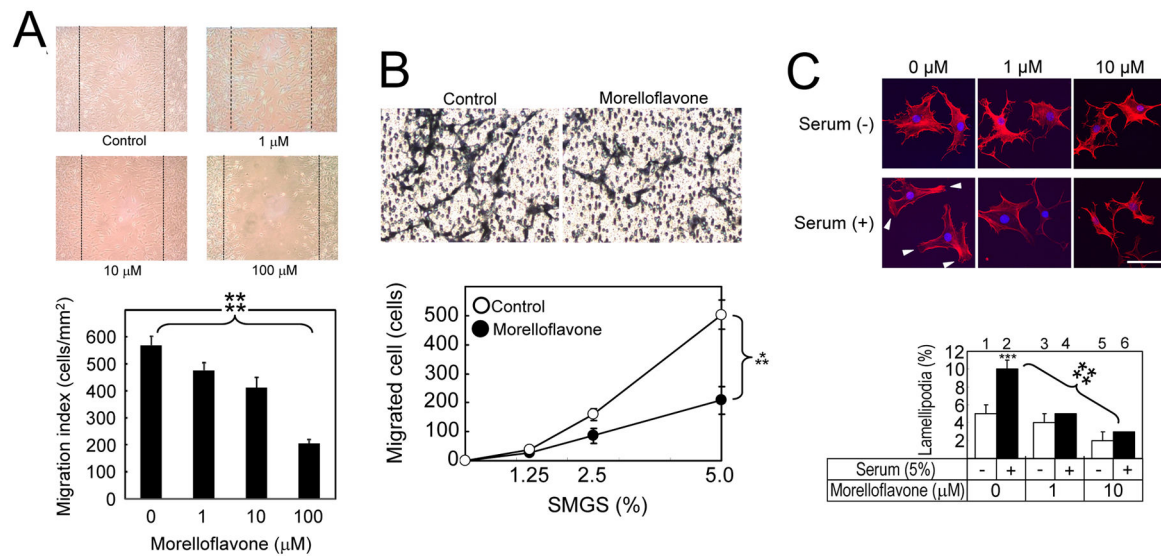 A
Control
1 μM
10 μM
100 μM
Migration index (cells/mm²)
600
500
400
300
200
100
0
**
**
0 1 10 100
Morelloflavone (μM)
B
Control Morelloflavone
Migrated cell (cells)
500
400
300
200
100
0
Control
Morelloflavone
*
**
1.25 2.5 5.0
SMGS (%)
C
0 μM 1 μM 10 μM
Serum (-)
Serum (+)
Lamellipodia (%)
12
10
8
6
4
2
1 2 3 4 5 6
***
Serum (5%) - + - + - +
Morelloflavone (μM) 0 1 10